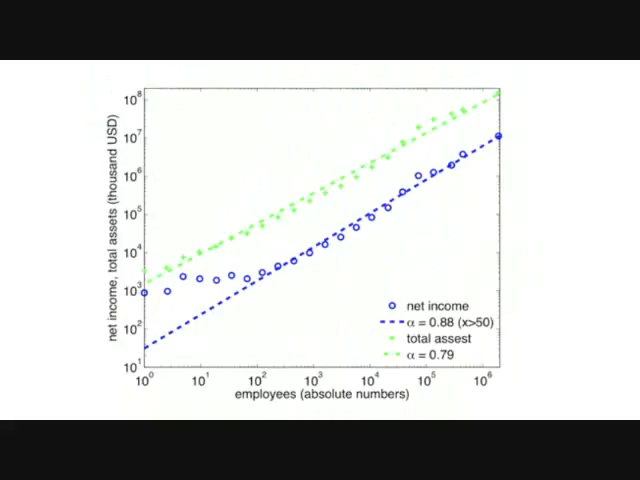 10^8
10^7
10^6
10^5
10^4
10^3
10^2
10^1
net income, total assets (thousand USD)
net income
α = 0.88 (x>50)
total assest
α = 0.79
10^0 10^1 10^2 10^3 10^4 10^5 10^6
employees (absolute numbers)